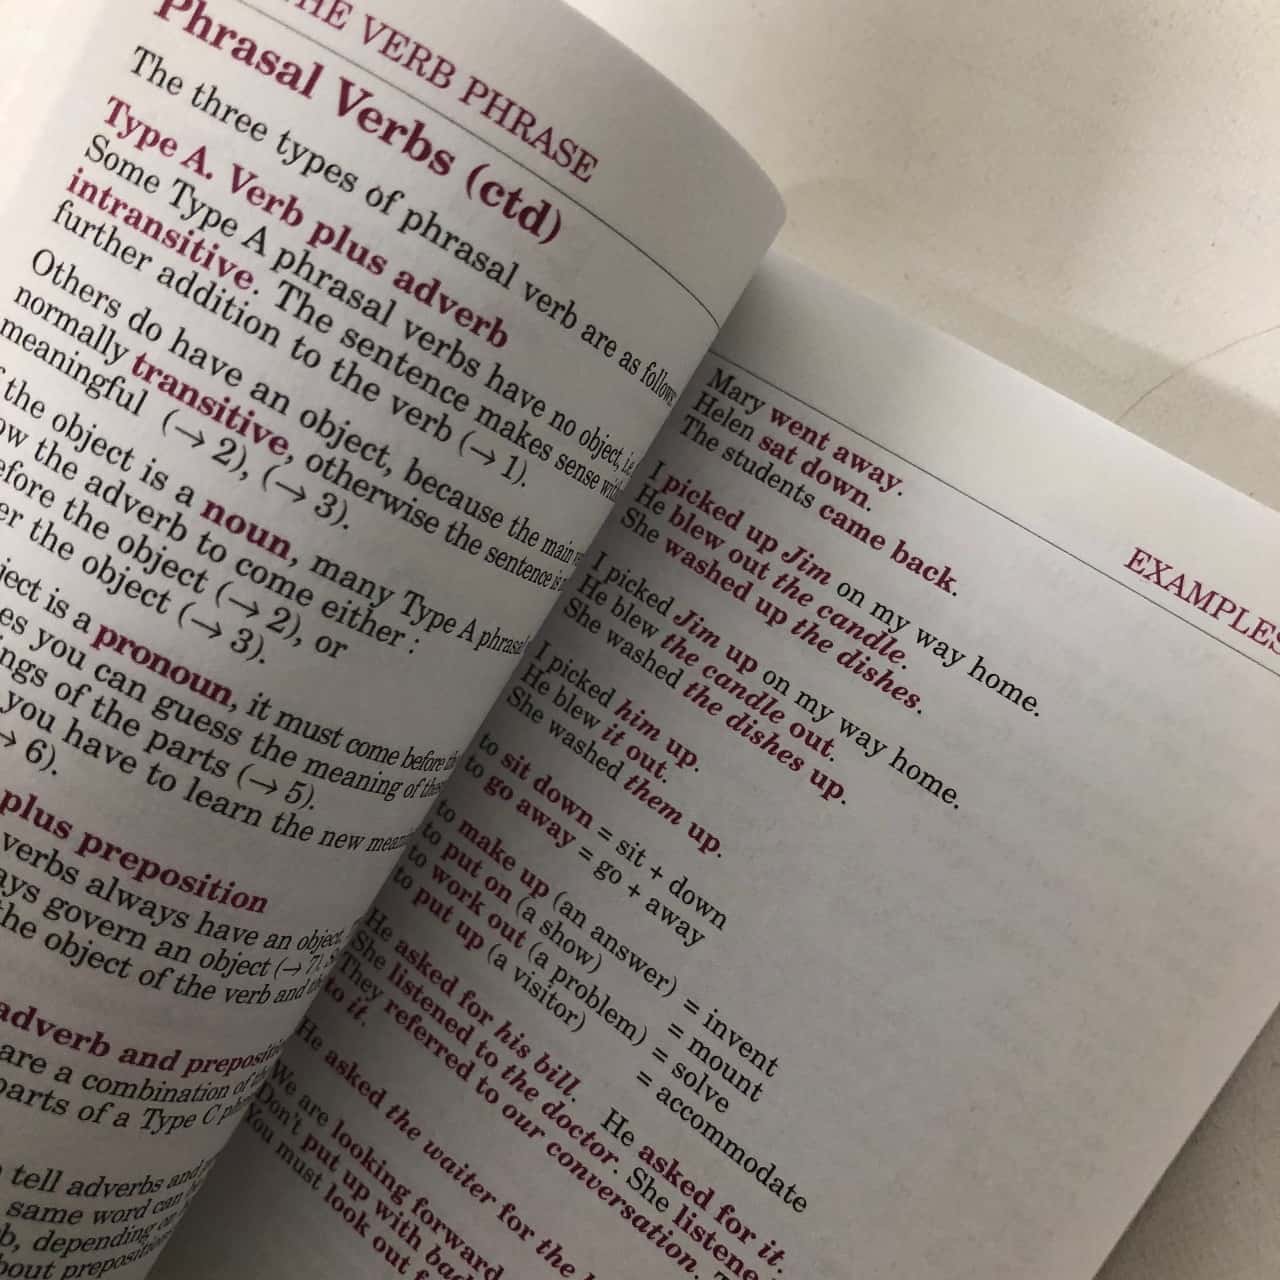 THE VERB PHRASE
Phrasal Verbs (ctd)
The three types of phrasal verb are as follows
Type A. Verb plus adverb
Some Type A phrasal verbs have no object, i.e.
intransitive. The sentence makes sense
further addition to the verb (→ 1).
Others do have an object, because the main
normally transitive, otherwise the sentence is
meaningful (→ 2), (→ 3).
the object is a noun, many Type A
the adverb to come either :
the object (→ 2), or
the object (→ 3).
is a pronoun, it must come before
you can guess the meaning of
of the parts (→ 5).
you have to learn the new
6).
plus preposition
verbs always have an object,
govern an object (→ 7).
the object of the verb and
adverb and
are a combination of
parts of a Type C
tell adverbs and
same word can
depending
EXAMPLES
Mary went away.
Helen sat down.
The students came back.
I picked up Jim on my way home.
He blew out the candle.
She washed up the dishes.
I picked Jim up on my way home.
He blew the candle out.
She washed the dishes up.
I picked him up.
He blew it out.
She washed them up.
to sit down = sit + down
to go away = go + away
to make up (an answer) = invent
to put on (a show) = mount
to work out (a problem) = solve
to put up (a visitor) = accommodate
He asked for his bill. He asked for it.
She listened to the doctor. She
They referred to our conversation.
to it.
He asked the waiter for the
We are looking forward
Don't put up with
You must look out